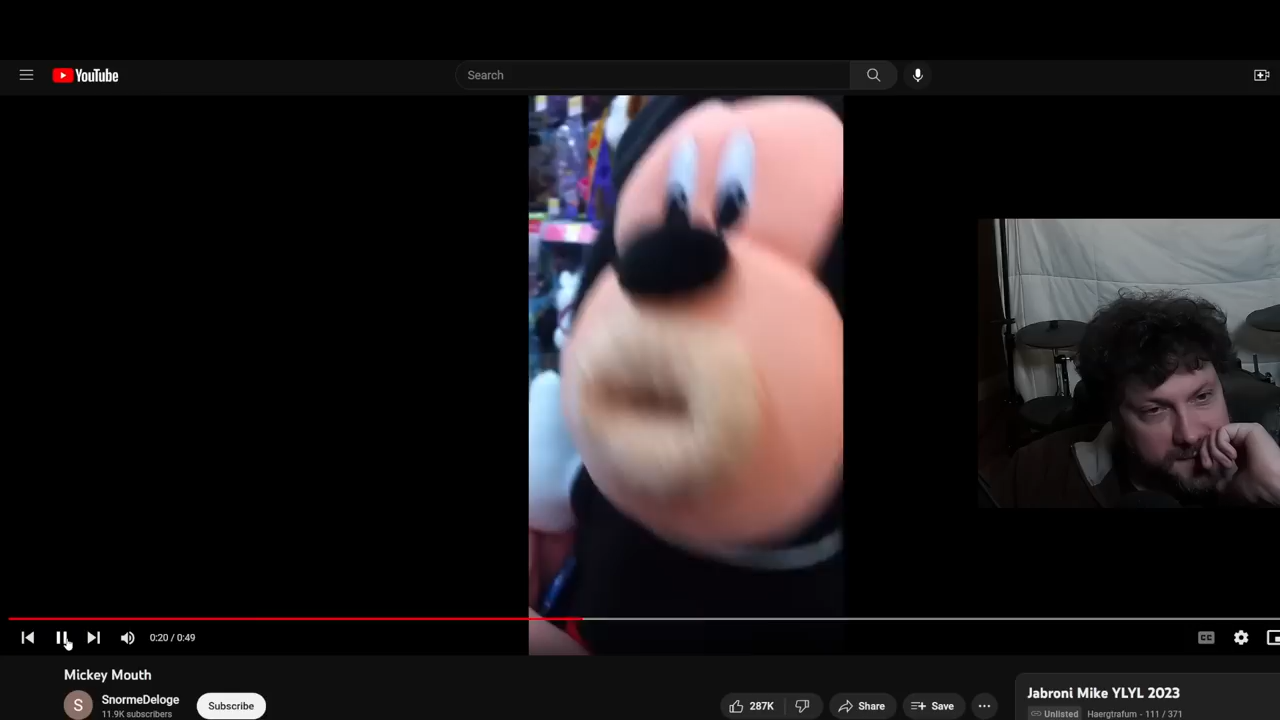 YouTube
Search
0:20 / 0:49
CC
Mickey Mouth
S
SnormeDeloge
11.9K subscribers
Subscribe
287K
Share
Save
Jabroni Mike YLYL 2023
Unlisted
Haergtrafum - 111 / 371